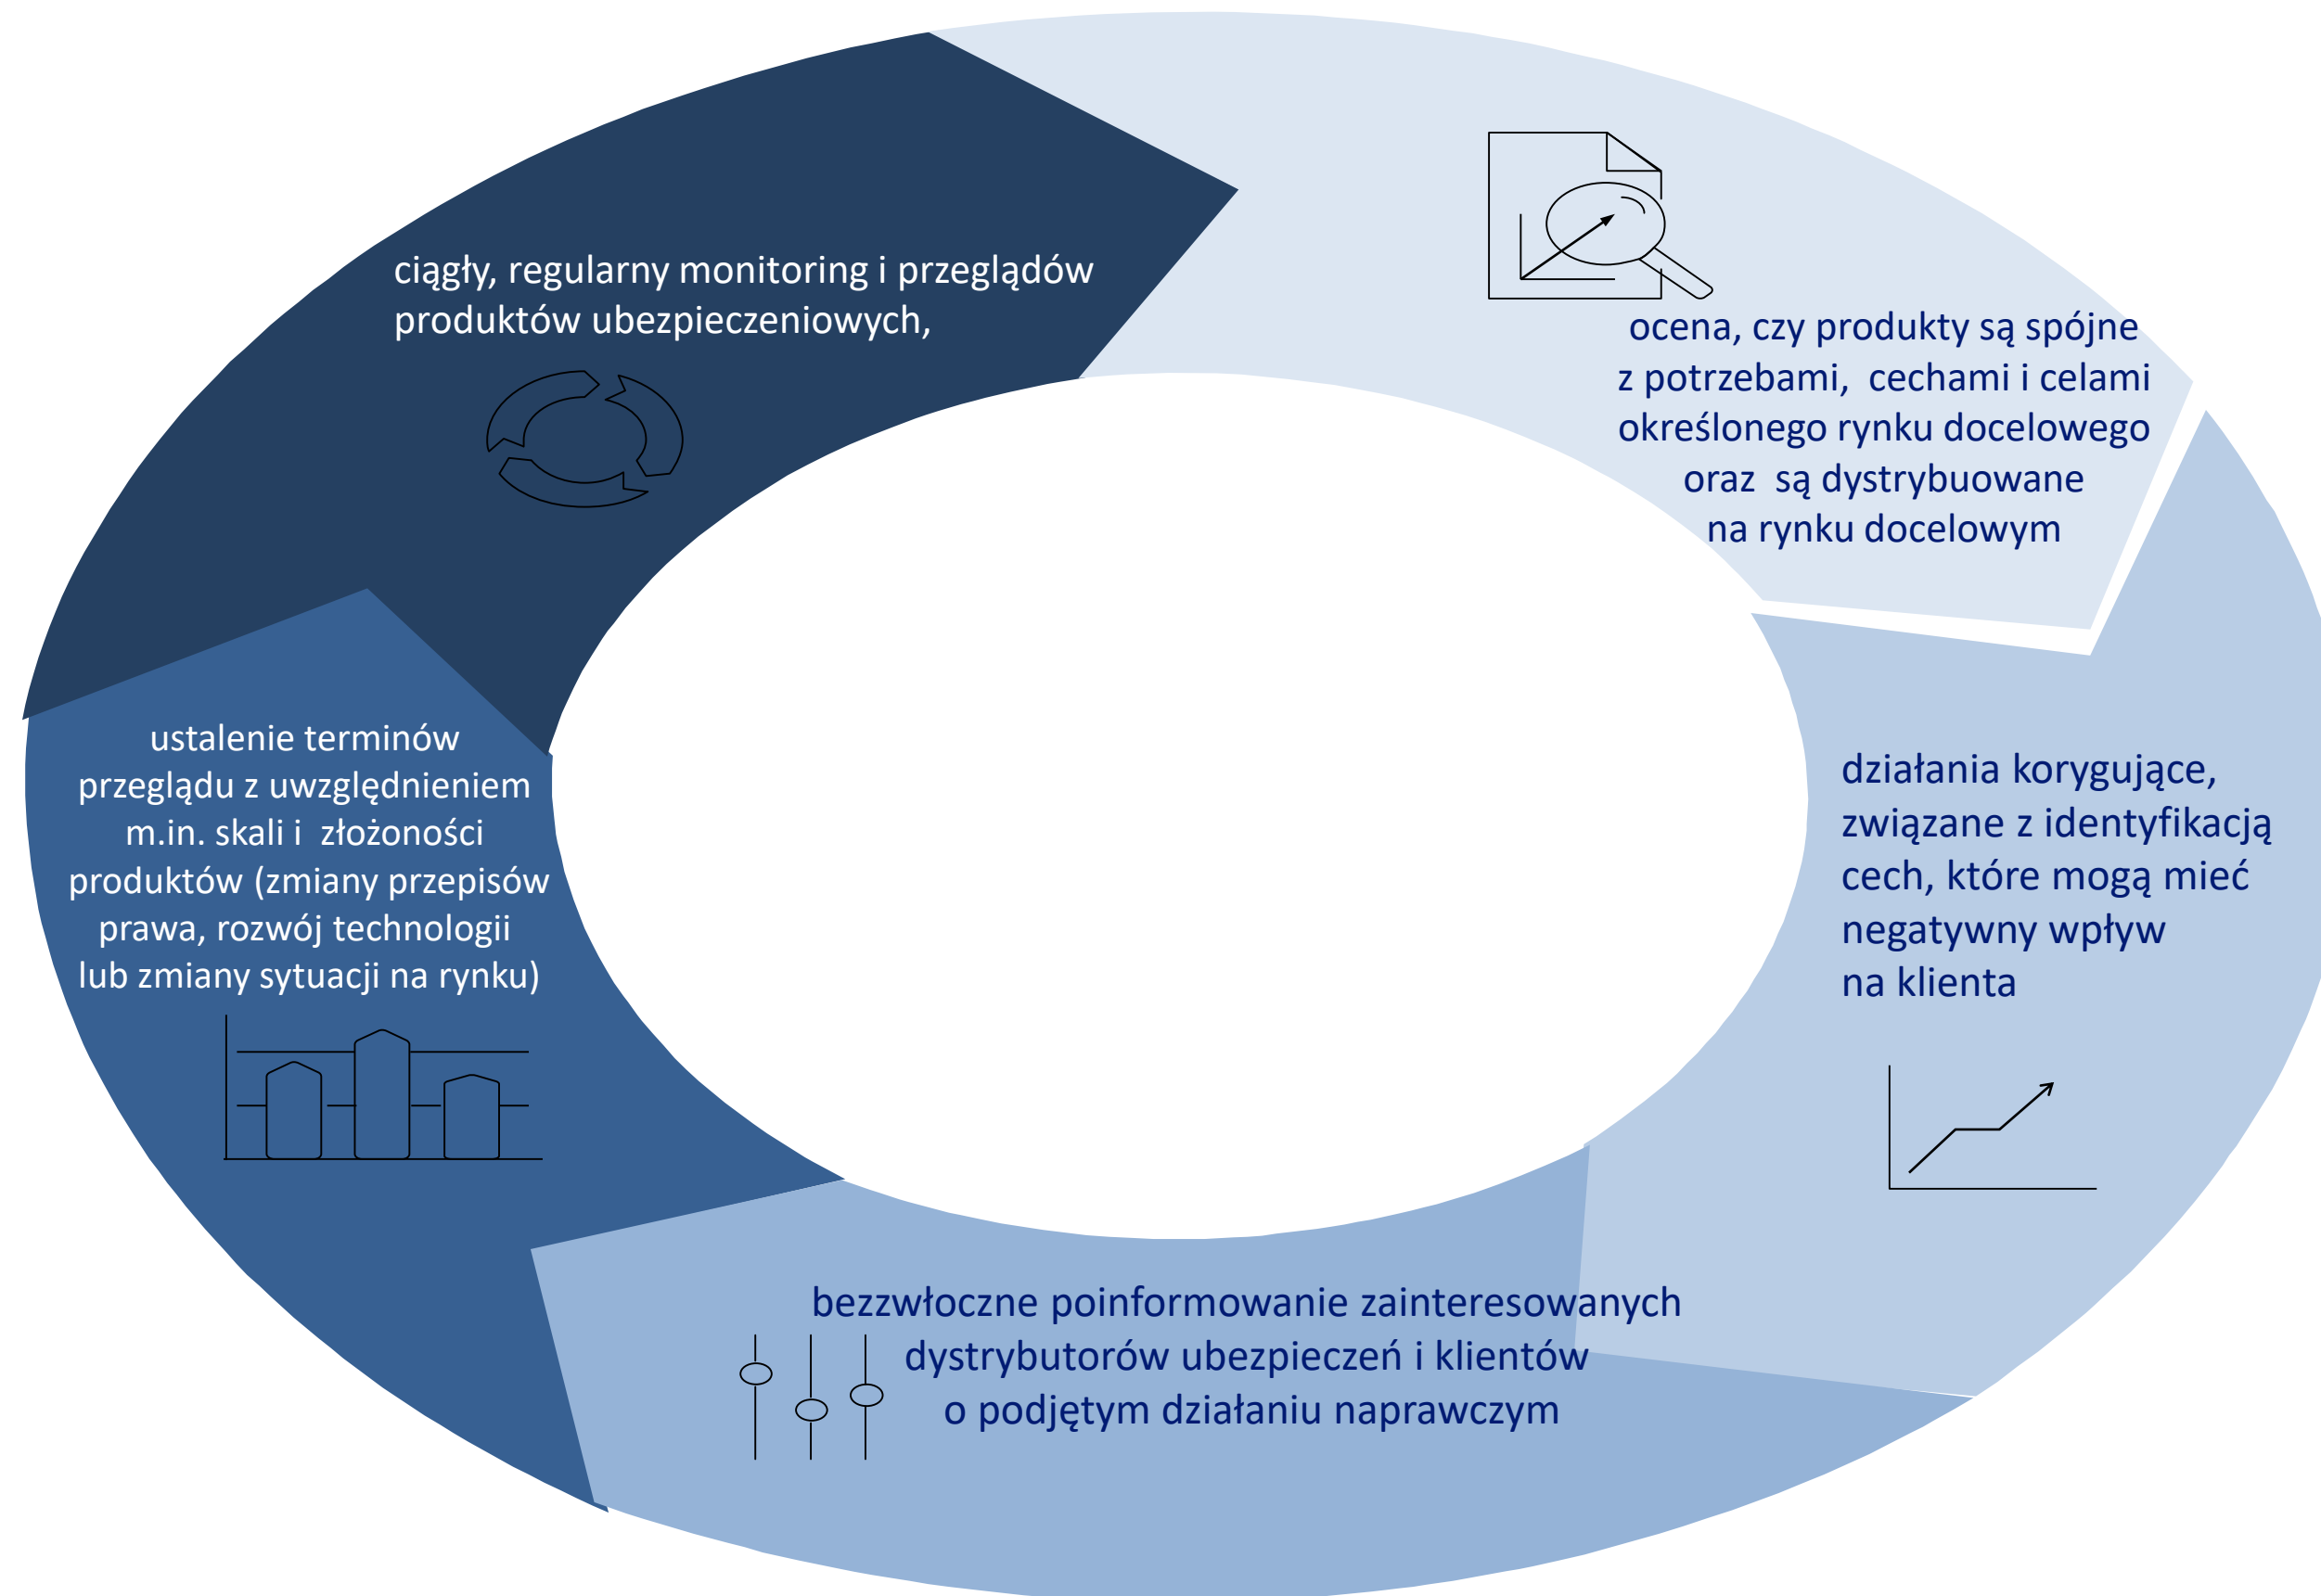 ciągły, regularny monitoring i przeglądów
produktów ubezpieczeniowych,
ocena, czy produkty są spójne
z potrzebami, cechami i celami
określonego rynku docelowego
oraz są dystrybuowane
na rynku docelowym
działania korygujące,
związane z identyfikacją
cech, które mogą mieć
negatywny wpływ
na klienta
bezzwłoczne poinformowanie zainteresowanych
dystrybutorów ubezpieczeń i klientów
o podjętym działaniu naprawczym
ustalenie terminów
przeglądu z uwzględnieniem
m.in. skali i złożoności
produktów (zmiany przepisów
prawa, rozwój technologii
lub zmiany sytuacji na rynku)